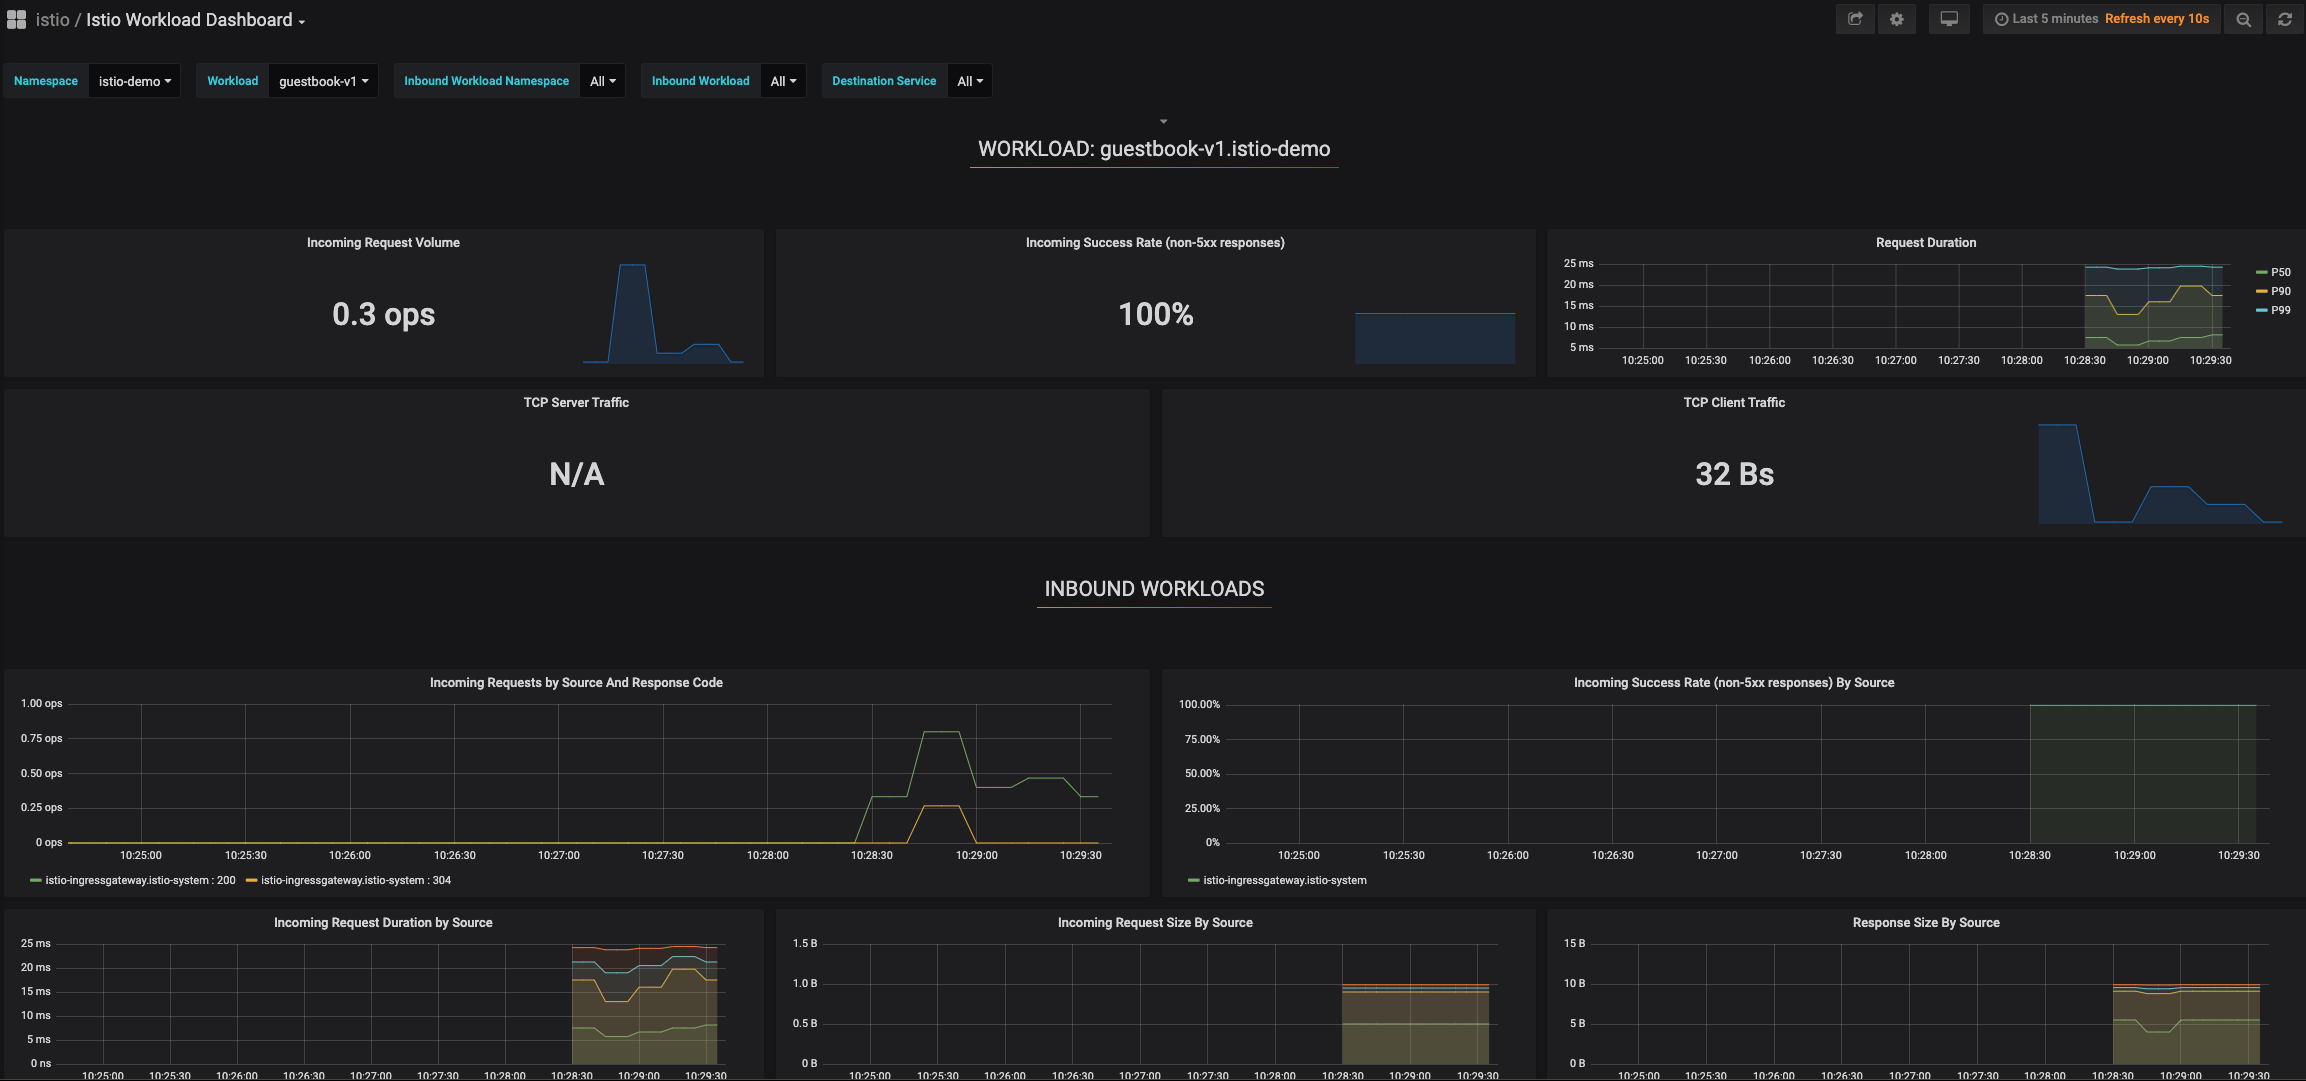 istio / Istio Workload Dashboard
Last 5 minutes Refresh every 10s
Namespace istio-demo Workload guestbook-v1 Inbound Workload Namespace All Inbound Workload All Destination Service All
WORKLOAD: guestbook-v1.istio-demo
Incoming Request Volume
0.3 ops
Incoming Success Rate (non-5xx responses)
100%
Request Duration
25 ms
20 ms
15 ms
10 ms
5 ms
10:25:00 10:25:30 10:26:00 10:26:30 10:27:00 10:27:30 10:28:00 10:28:30 10:29:00 10:29:30
P50
P90
P99
TCP Server Traffic
N/A
TCP Client Traffic
32 Bs
INBOUND WORKLOADS
Incoming Requests by Source And Response Code
1.00 ops
0.75 ops
0.50 ops
0.25 ops
0 ops
10:25:00 10:25:30 10:26:00 10:26:30 10:27:00 10:27:30 10:28:00 10:28:30 10:29:00 10:29:30
istio-ingressgateway.istio-system : 200 istio-ingressgateway.istio-system : 304
Incoming Success Rate (non-5xx responses) By Source
100.00%
75.00%
50.00%
25.00%
0%
10:25:00 10:25:30 10:26:00 10:26:30 10:27:00 10:27:30 10:28:00 10:28:30 10:29:00 10:29:30
istio-ingressgateway.istio-system
Incoming Request Duration by Source
25 ms
20 ms
15 ms
10 ms
5 ms
0 ns
10:25:00 10:25:30 10:26:00 10:26:30 10:27:00 10:27:30 10:28:00 10:28:30 10:29:00 10:29:30
Incoming Request Size By Source
1.5 B
1.0 B
0.5 B
0 B
10:25:00 10:25:30 10:26:00 10:26:30 10:27:00 10:27:30 10:28:00 10:28:30 10:29:00 10:29:30
Response Size By Source
15 B
10 B
5 B
0 B
10:25:00 10:25:30 10:26:00 10:26:30 10:27:00 10:27:30 10:28:00 10:28:30 10:29:00 10:29:30